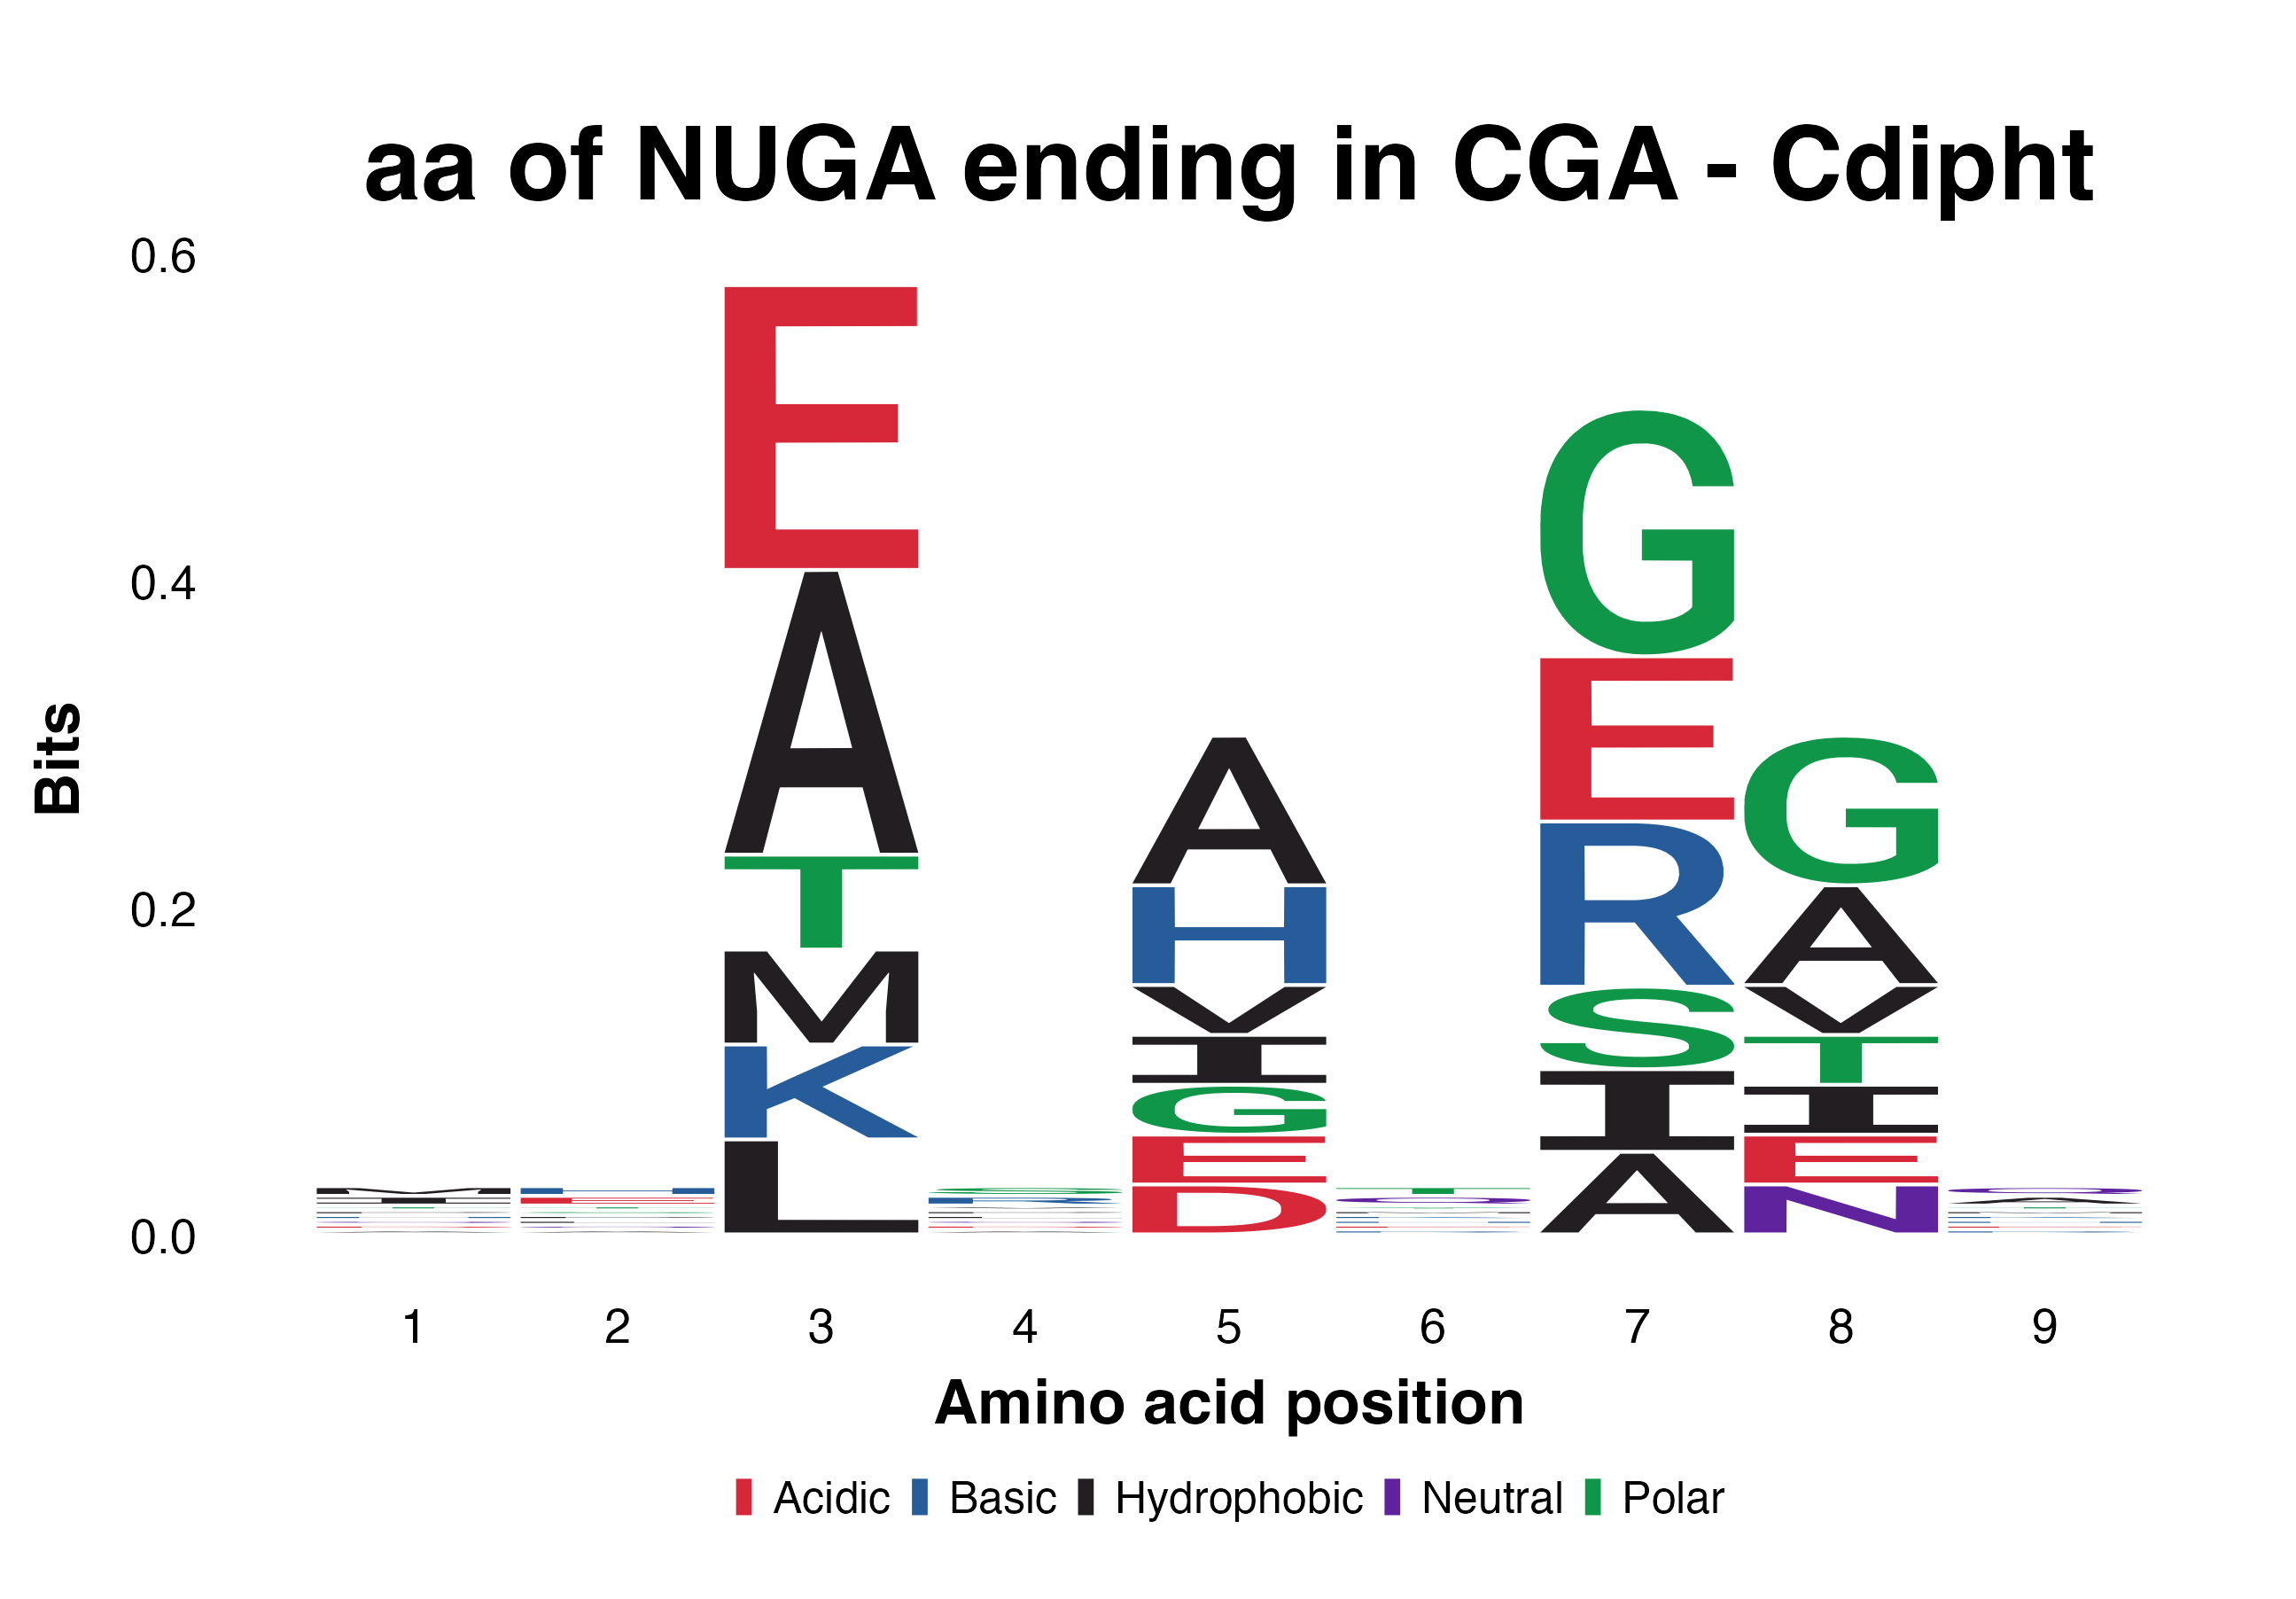 aa of NUGA ending in CGA - Cdipht
0.6
0.4
0.2
0.0
Bits
E
A
T
M
K
L
A
H
V
I
G
E
D
G
E
R
S
I
A
G
A
V
T
I
E
N
1 2 3 4 5 6 7 8 9
Amino acid position
Acidic Basic Hydrophobic Neutral Polar